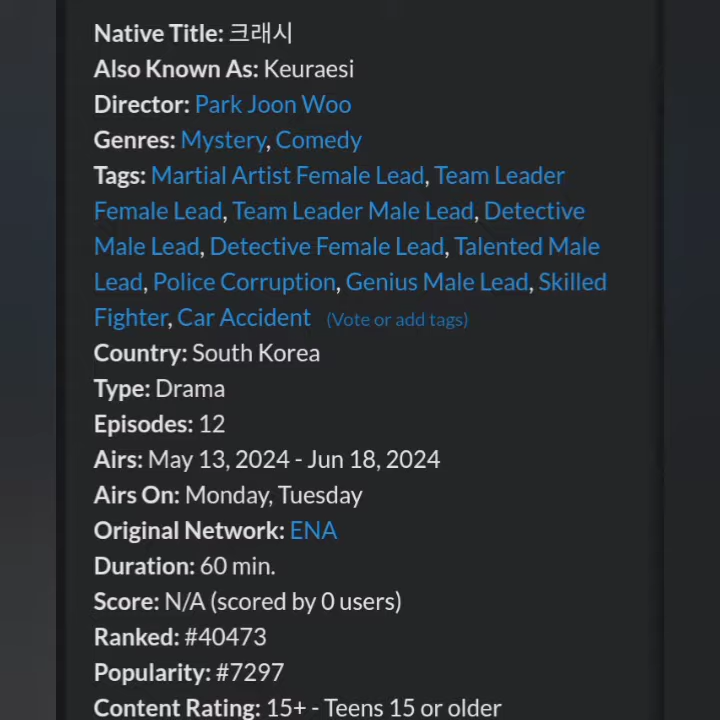 Native Title: 크래시
Also Known As: Keuraesi
Director: Park Joon Woo
Genres: Mystery, Comedy
Tags: Martial Artist Female Lead, Team Leader
Female Lead, Team Leader Male Lead, Detective
Male Lead, Detective Female Lead, Talented Male
Lead, Police Corruption, Genius Male Lead, Skilled
Fighter, Car Accident (Vote or add tags)
Country: South Korea
Type: Drama
Episodes: 12
Airs: May 13, 2024 - Jun 18, 2024
Airs On: Monday, Tuesday
Original Network: ENA
Duration: 60 min.
Score: N/A (scored by 0 users)
Ranked: #40473
Popularity: #7297
Content Rating: 15+ - Teens 15 or older